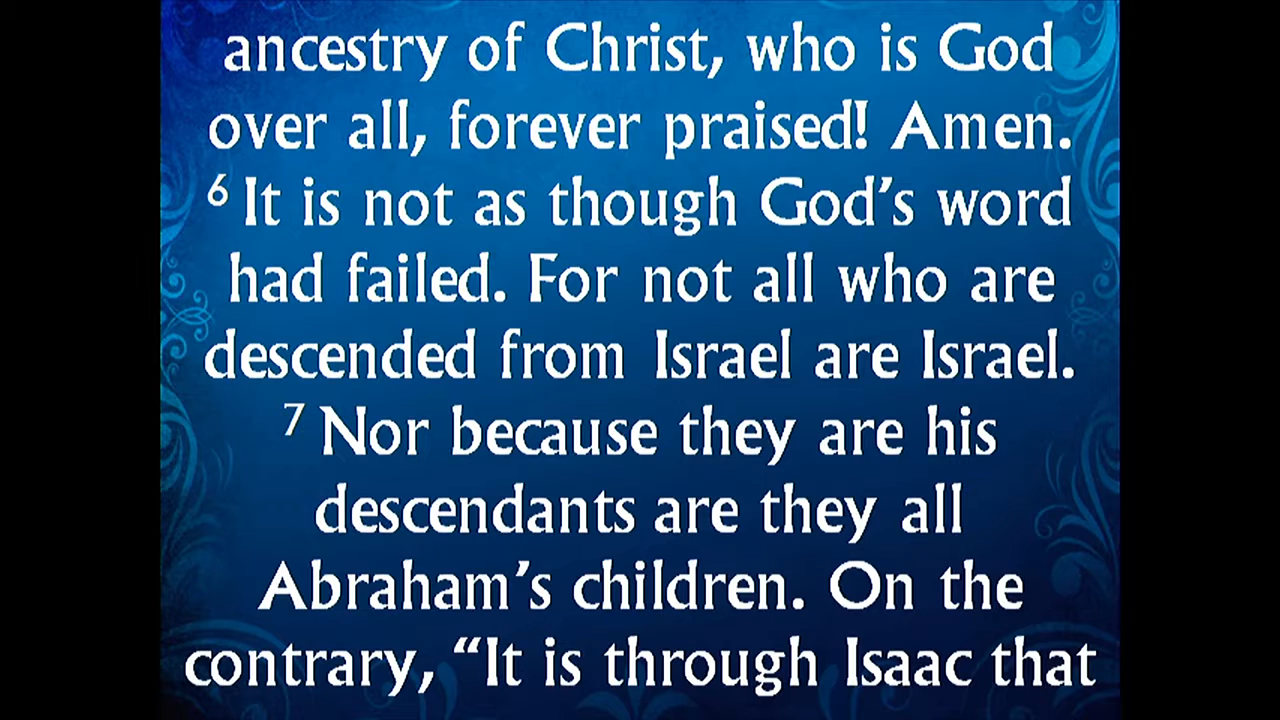 ancestry of Christ, who is God
over all, forever praised! Amen.
⁶ It is not as though God’s word
had failed. For not all who are
descended from Israel are Israel.
⁷ Nor because they are his
descendants are they all
Abraham’s children. On the
contrary, “It is through Isaac that